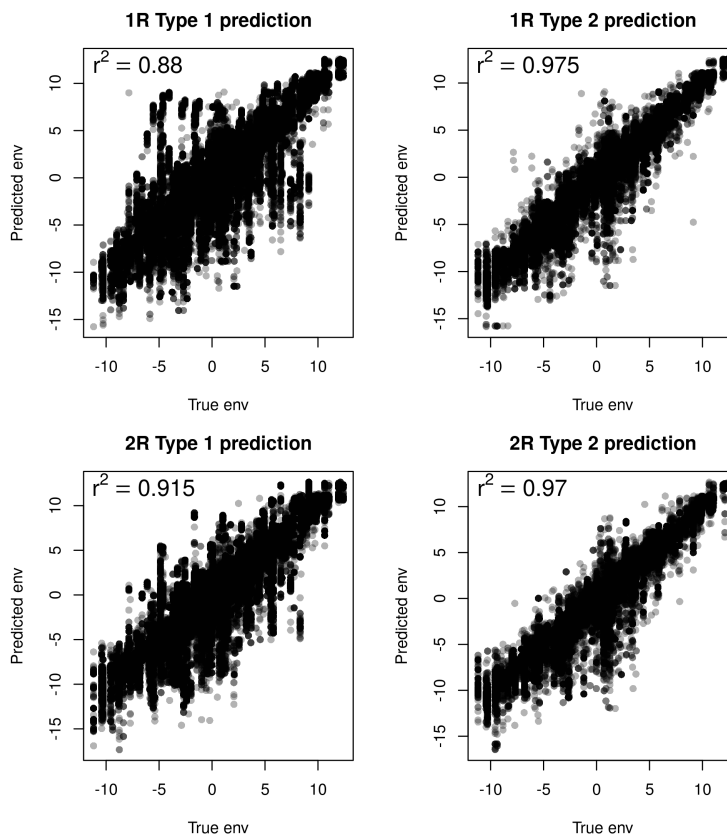 1R Type 1 prediction
r² = 0.88
10
5
0
-5
-10
-15
Predicted env
-10 -5 0 5 10
True env
1R Type 2 prediction
r² = 0.975
10
5
0
-5
-10
-15
Predicted env
-10 -5 0 5 10
True env
2R Type 1 prediction
r² = 0.915
10
5
0
-5
-10
-15
Predicted env
-10 -5 0 5 10
True env
2R Type 2 prediction
r² = 0.97
10
5
0
-5
-10
-15
Predicted env
-10 -5 0 5 10
True env